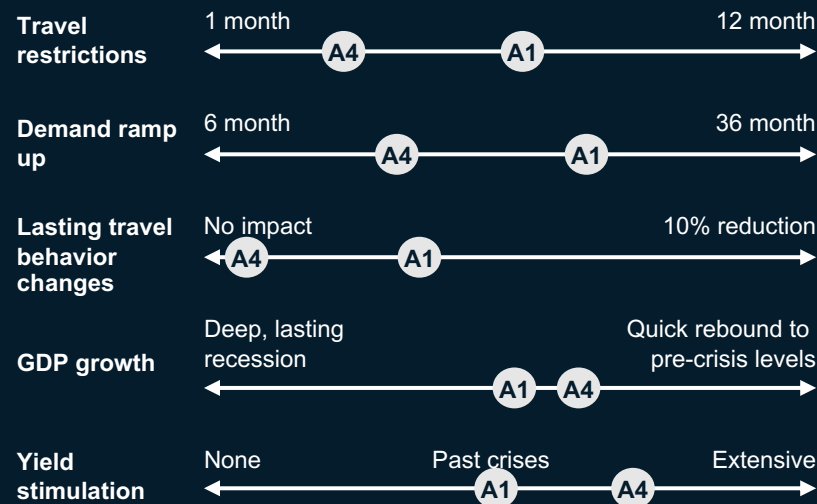 Travel
restrictions
1 month
12 month
A4
A1
Demand ramp
up
6 month
36 month
A4
A1
Lasting travel
behavior
changes
No impact
10% reduction
A4
A1
GDP growth
Deep, lasting
recession
Quick rebound to
pre-crisis levels
A1
A4
Yield
stimulation
None
Past crises
Extensive
A1
A4